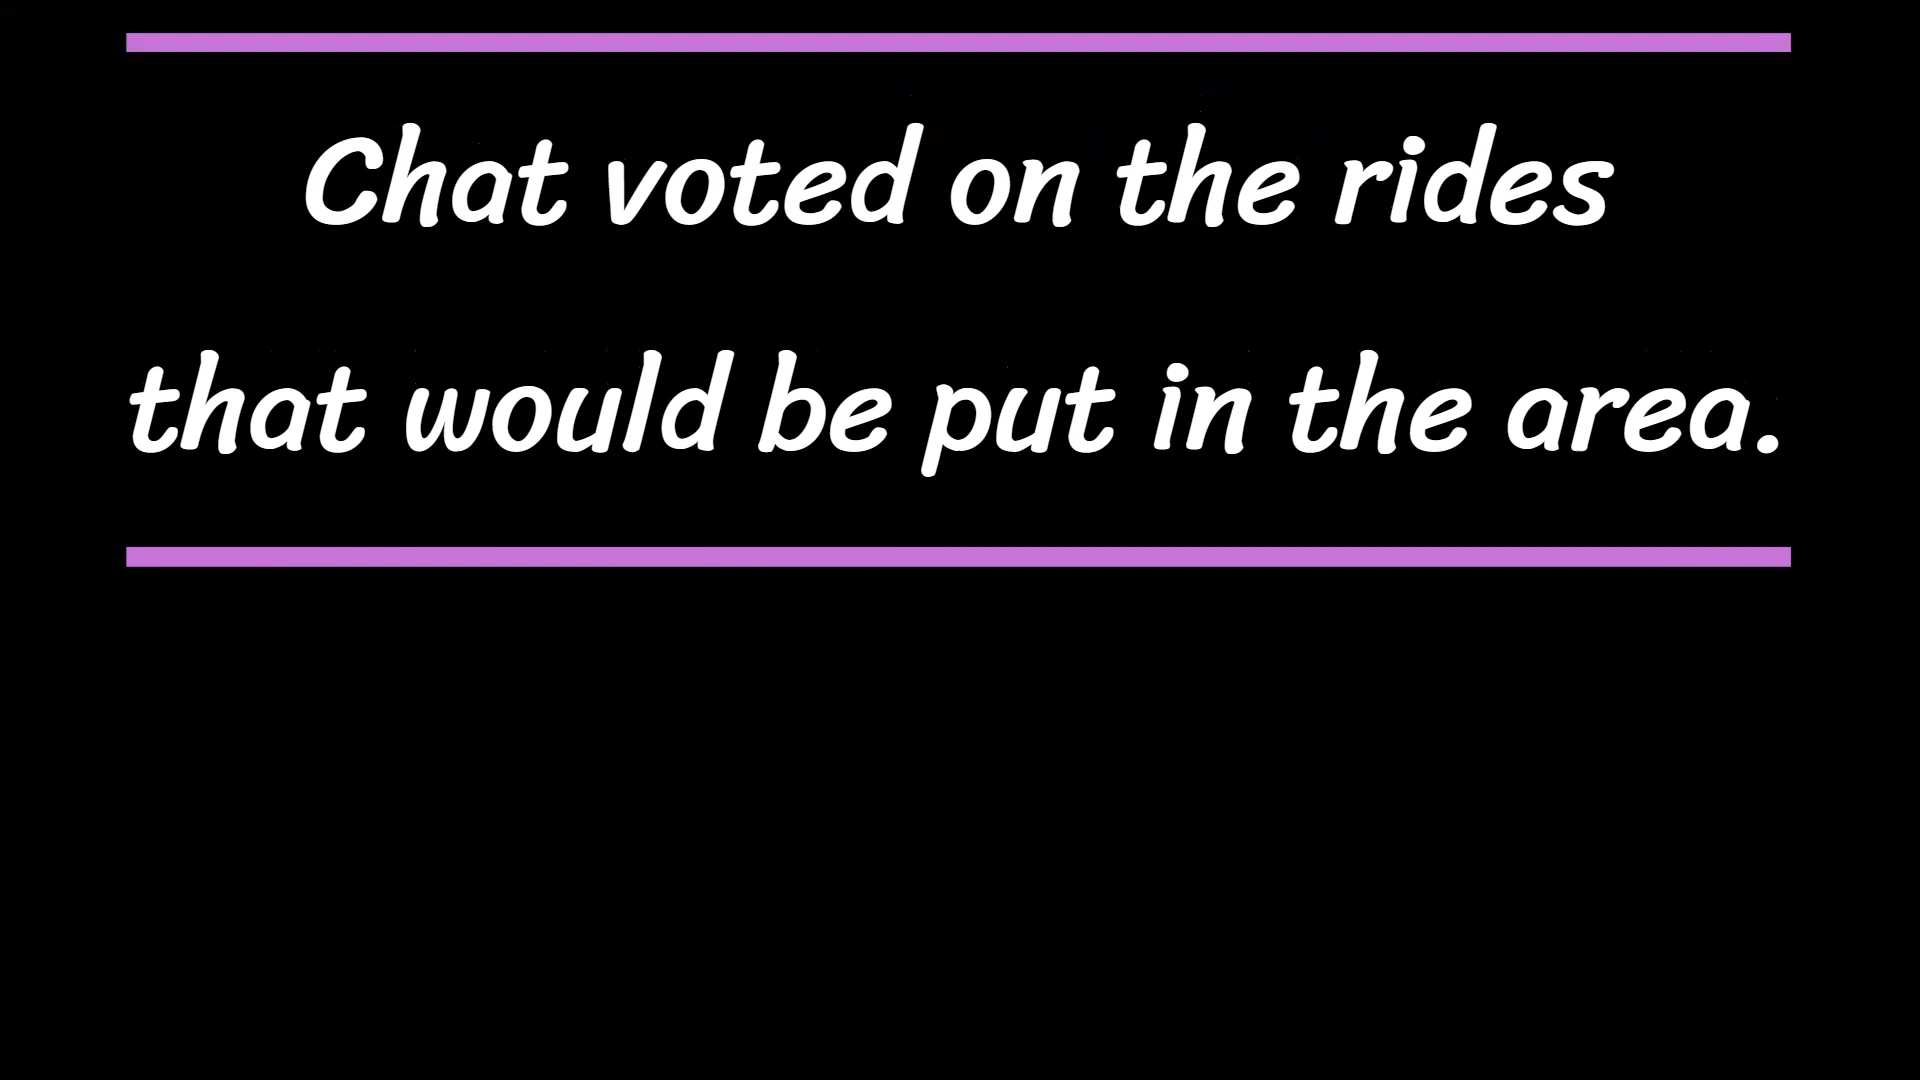 Chat voted on the rides
that would be put in the area.